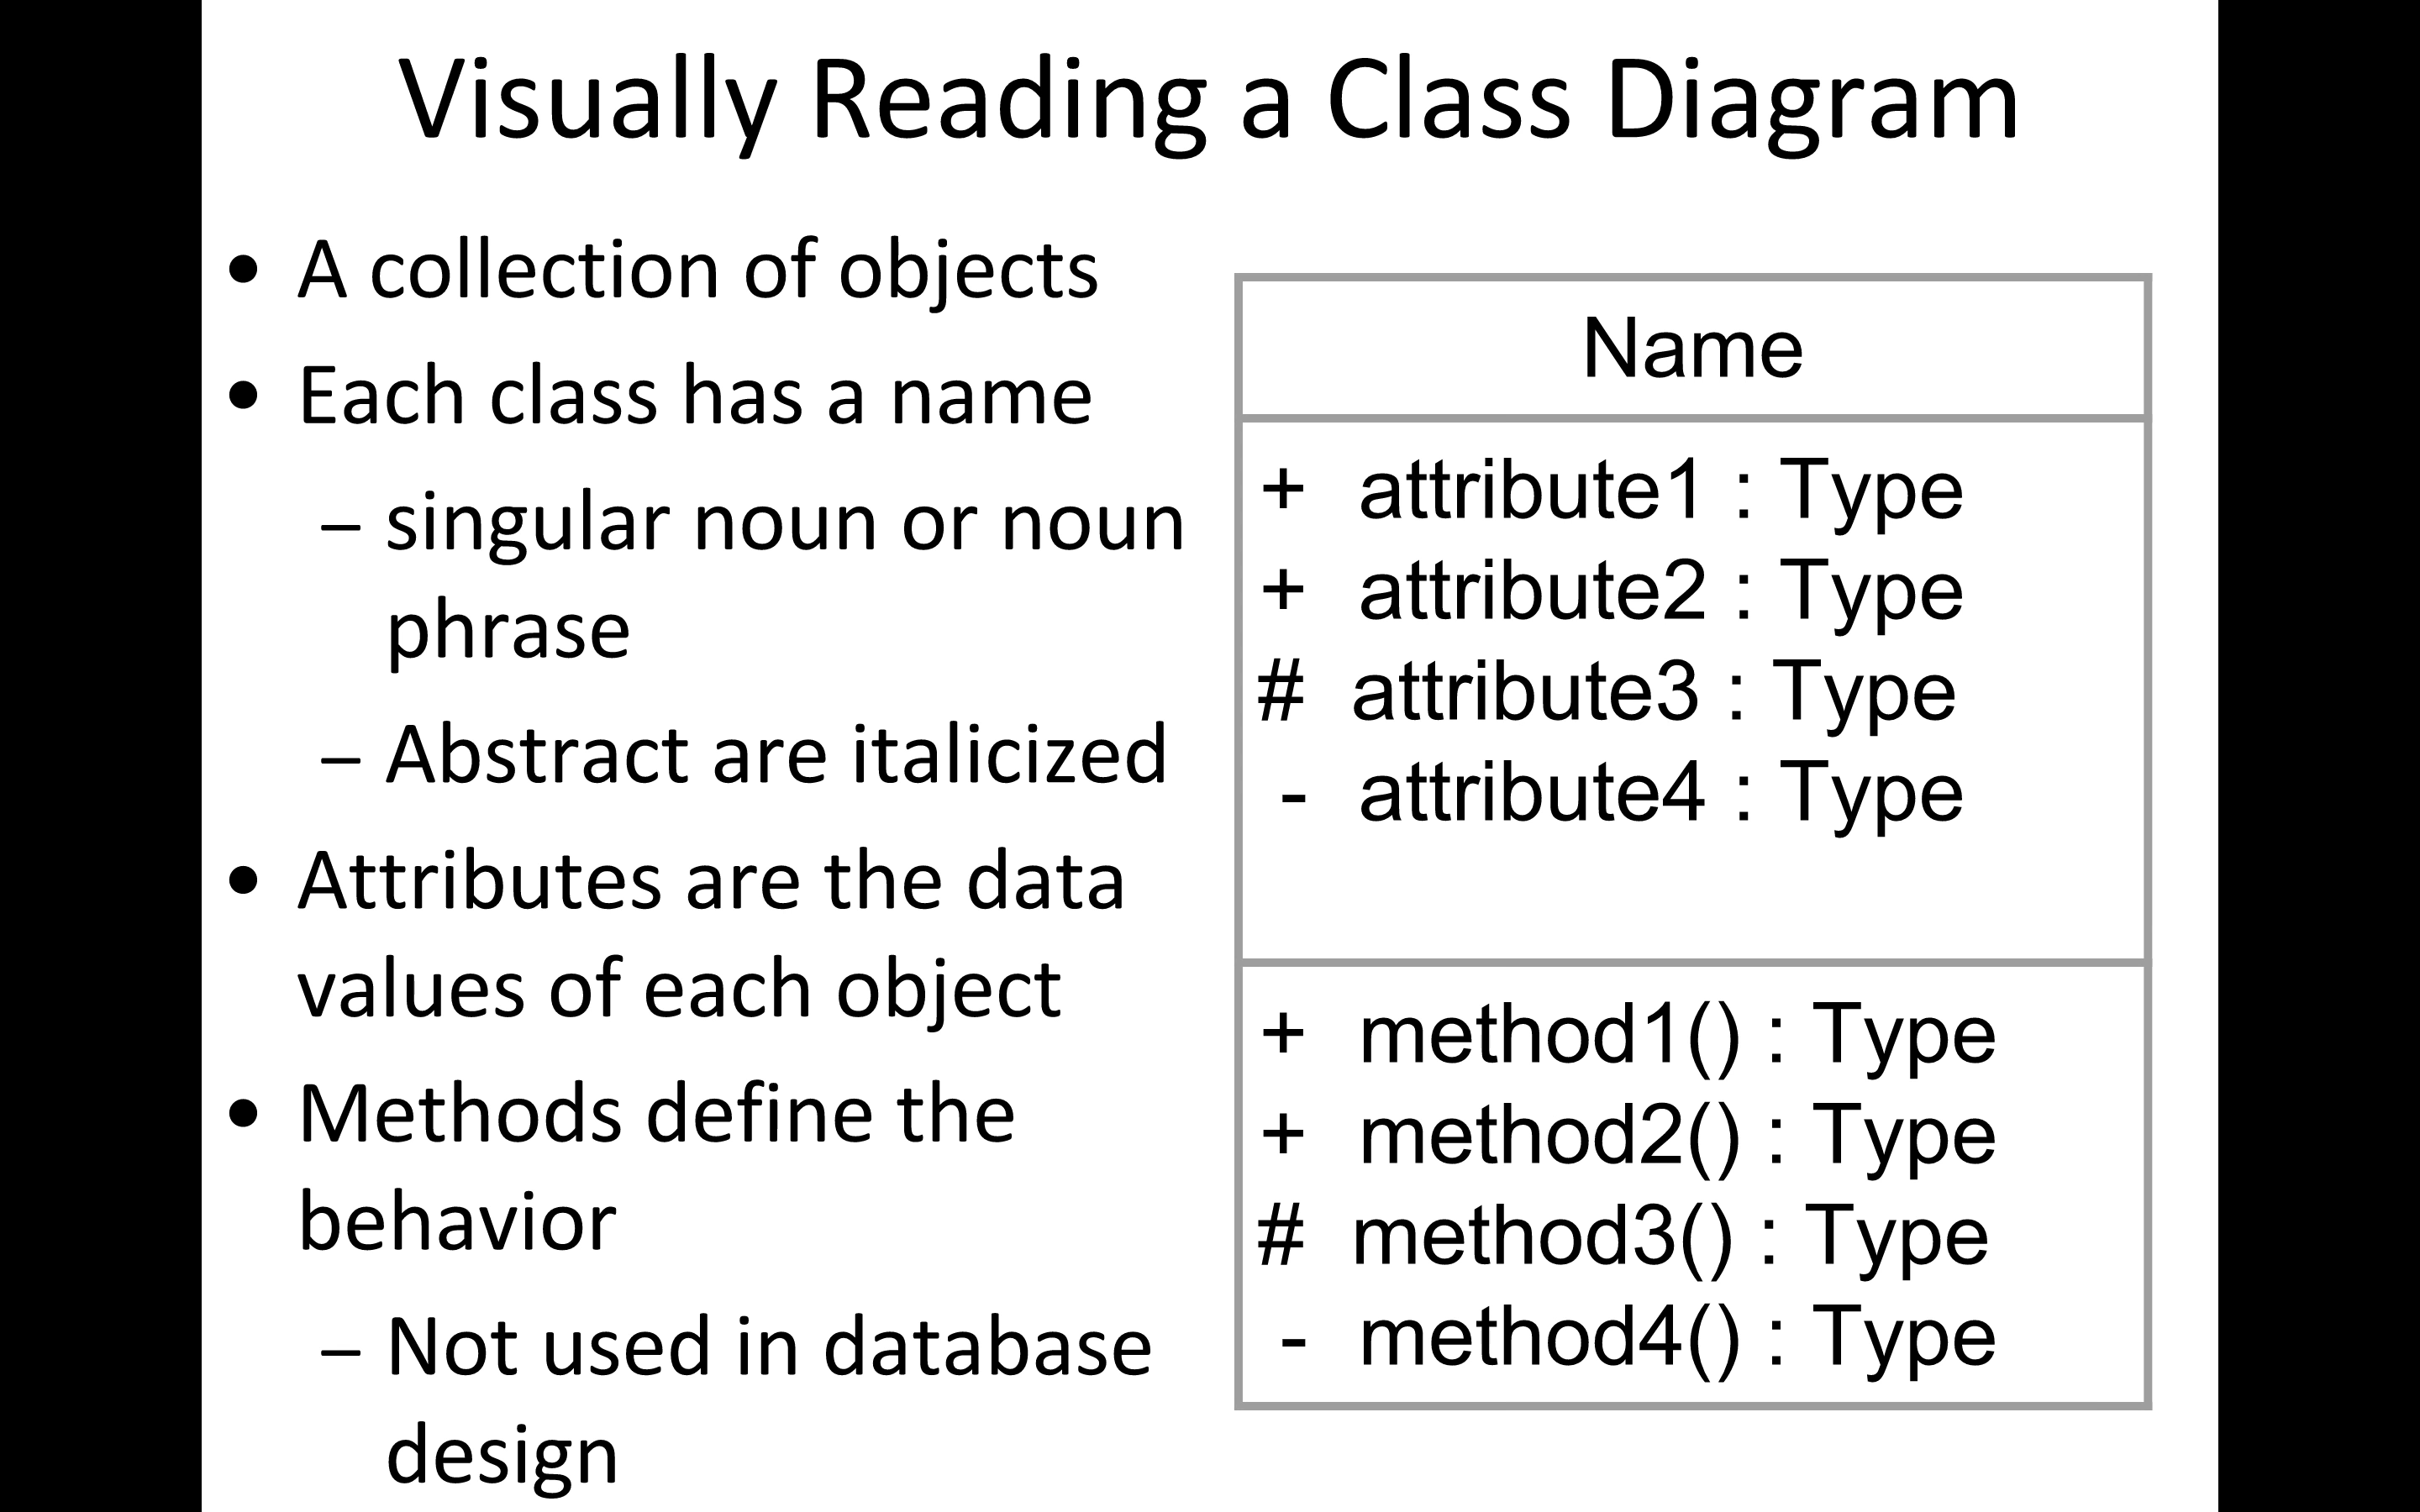 Visually Reading a Class Diagram
• A collection of objects
• Each class has a name
– singular noun or noun
phrase
– Abstract are italicized
• Attributes are the data
values of each object
• Methods define the
behavior
– Not used in database
design
Name
+ attribute1 : Type
+ attribute2 : Type
# attribute3 : Type
- attribute4 : Type
+ method1() : Type
+ method2() : Type
# method3() : Type
- method4() : Type